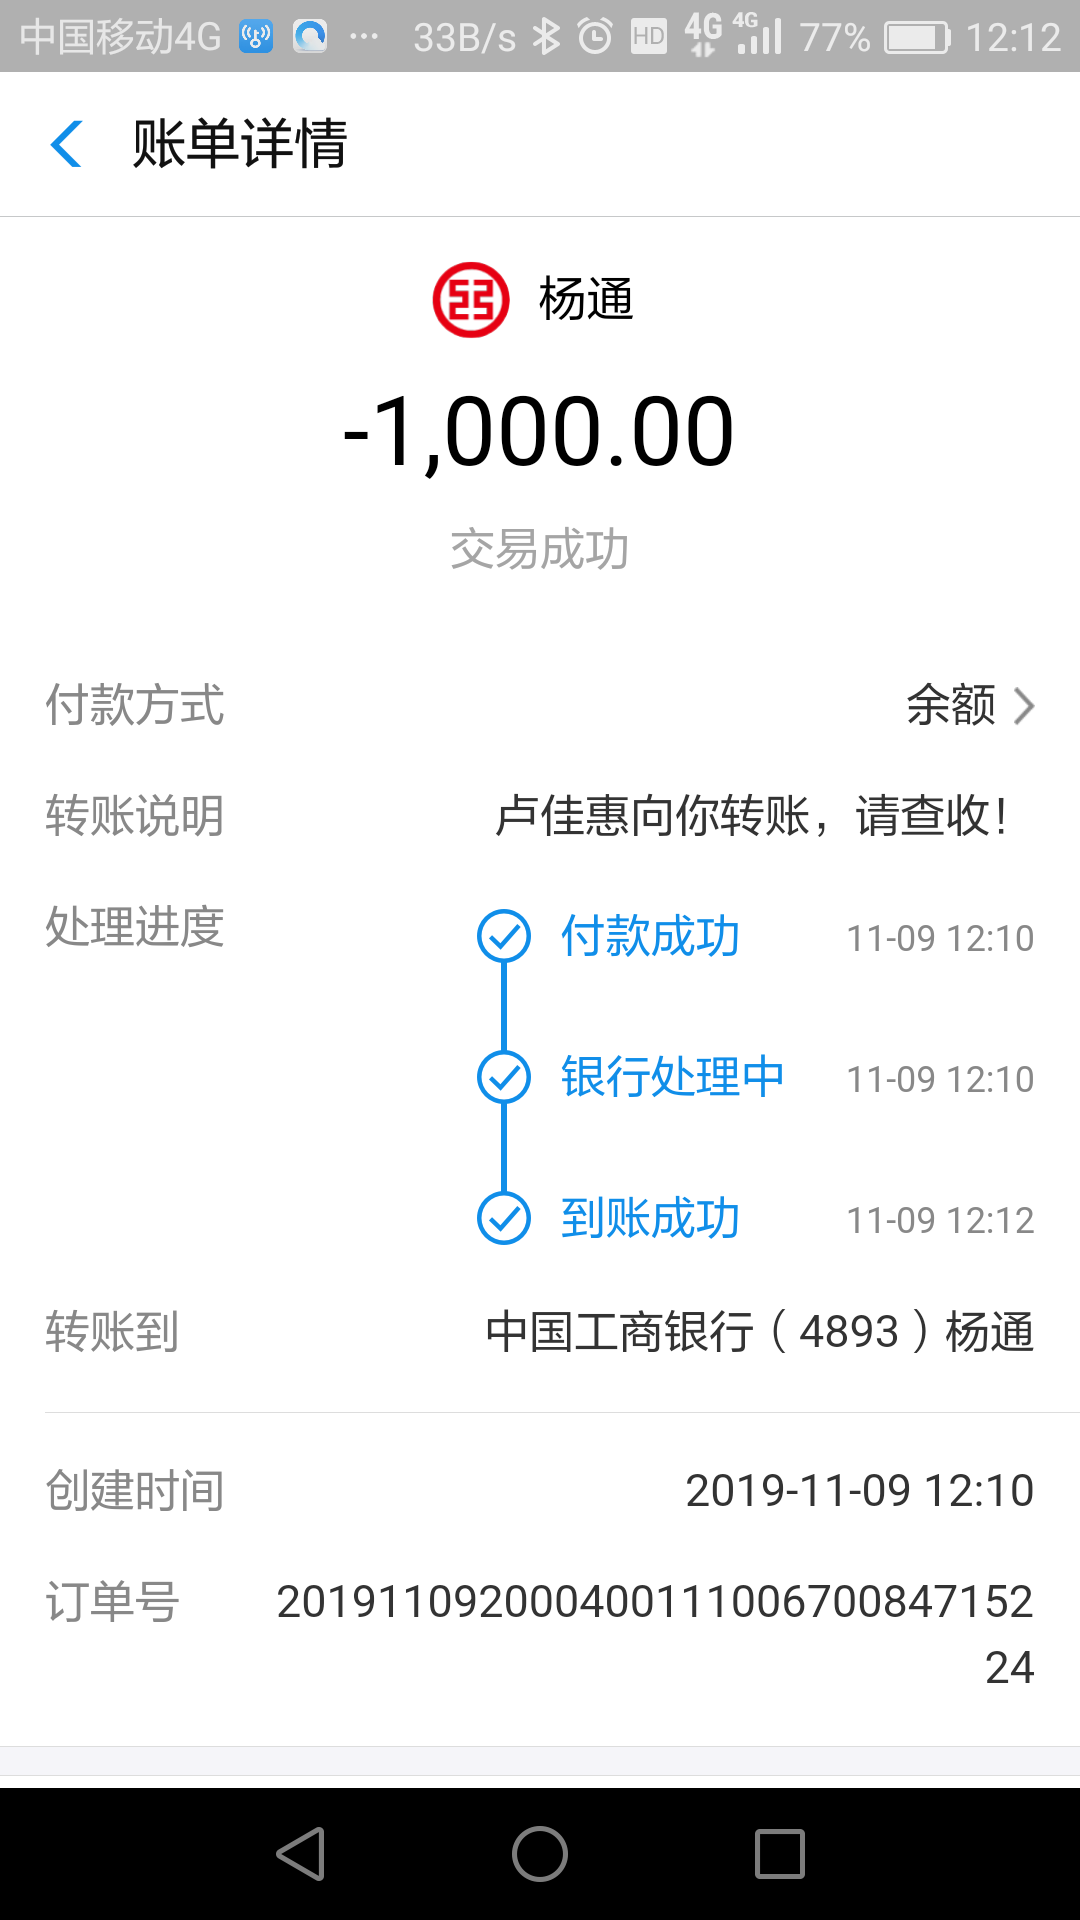 中国移动4G ··· 33B/s HD 4G 4G 77% 12:12
账单详情
杨通
-1,000.00
交易成功
付款方式 余额
转账说明 卢佳惠向你转账，请查收！
处理进度 付款成功 11-09 12:10
银行处理中 11-09 12:10
到账成功 11-09 12:12
转账到 中国工商银行（4893）杨通
创建时间 2019-11-09 12:10
订单号 201911092000400111006700847152
24